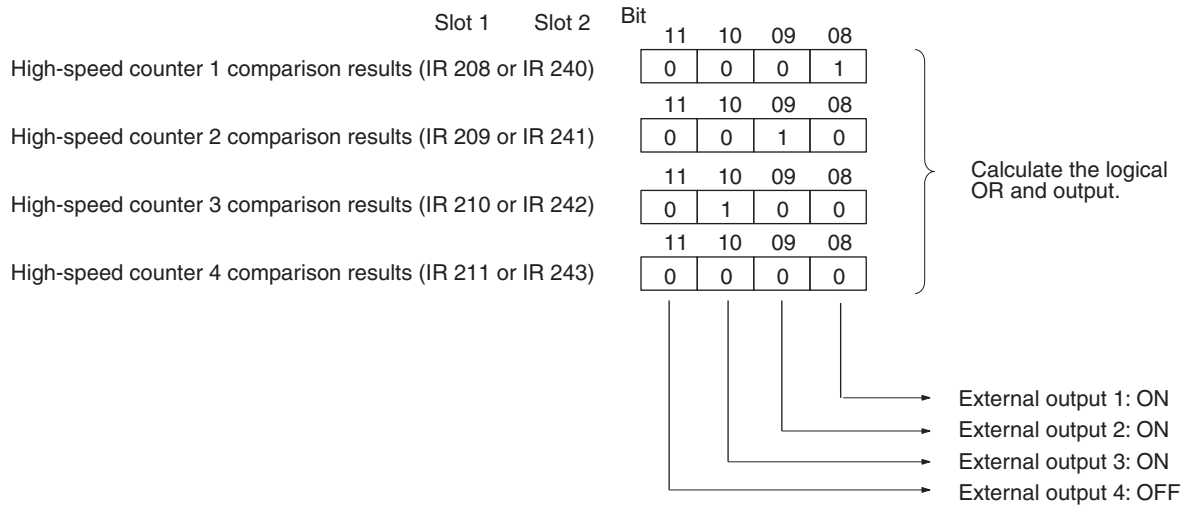 Slot 1 Slot 2 Bit
11 10 09 08
High-speed counter 1 comparison results (IR 208 or IR 240) 0 0 0 1
11 10 09 08
High-speed counter 2 comparison results (IR 209 or IR 241) 0 0 1 0
11 10 09 08
High-speed counter 3 comparison results (IR 210 or IR 242) 0 1 0 0
11 10 09 08
High-speed counter 4 comparison results (IR 211 or IR 243) 0 0 0 0
Calculate the logical
OR and output.
External output 1: ON
External output 2: ON
External output 3: ON
External output 4: OFF